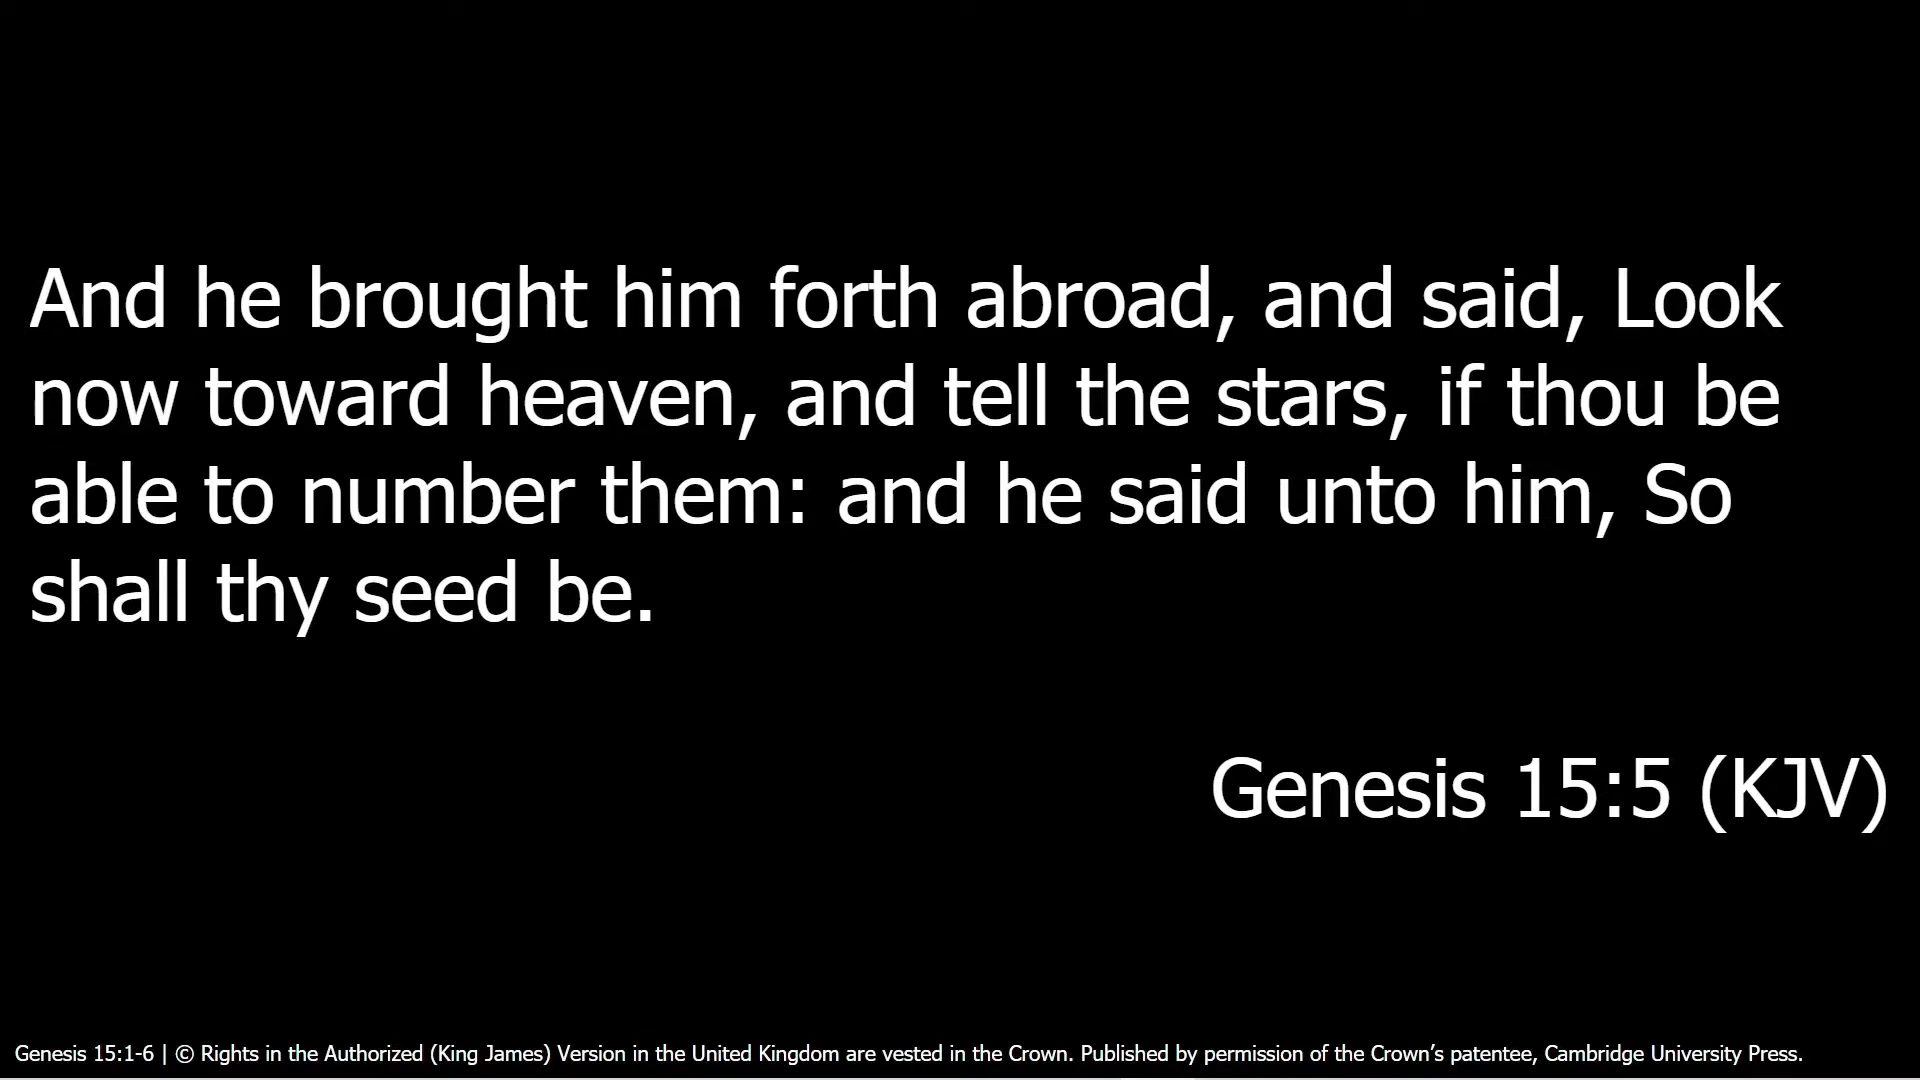 And he brought him forth abroad, and said, Look
now toward heaven, and tell the stars, if thou be
able to number them: and he said unto him, So
shall thy seed be.
Genesis 15:5 (KJV)
Genesis 15:1-6 | © Rights in the Authorized (King James) Version in the United Kingdom are vested in the Crown. Published by permission of the Crown’s patentee, Cambridge University Press.